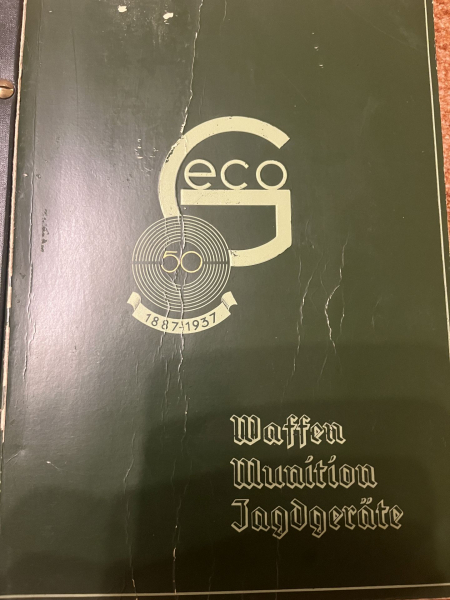 Geco
50
1887-1937
Waffen
Munition
Jagdgeräte